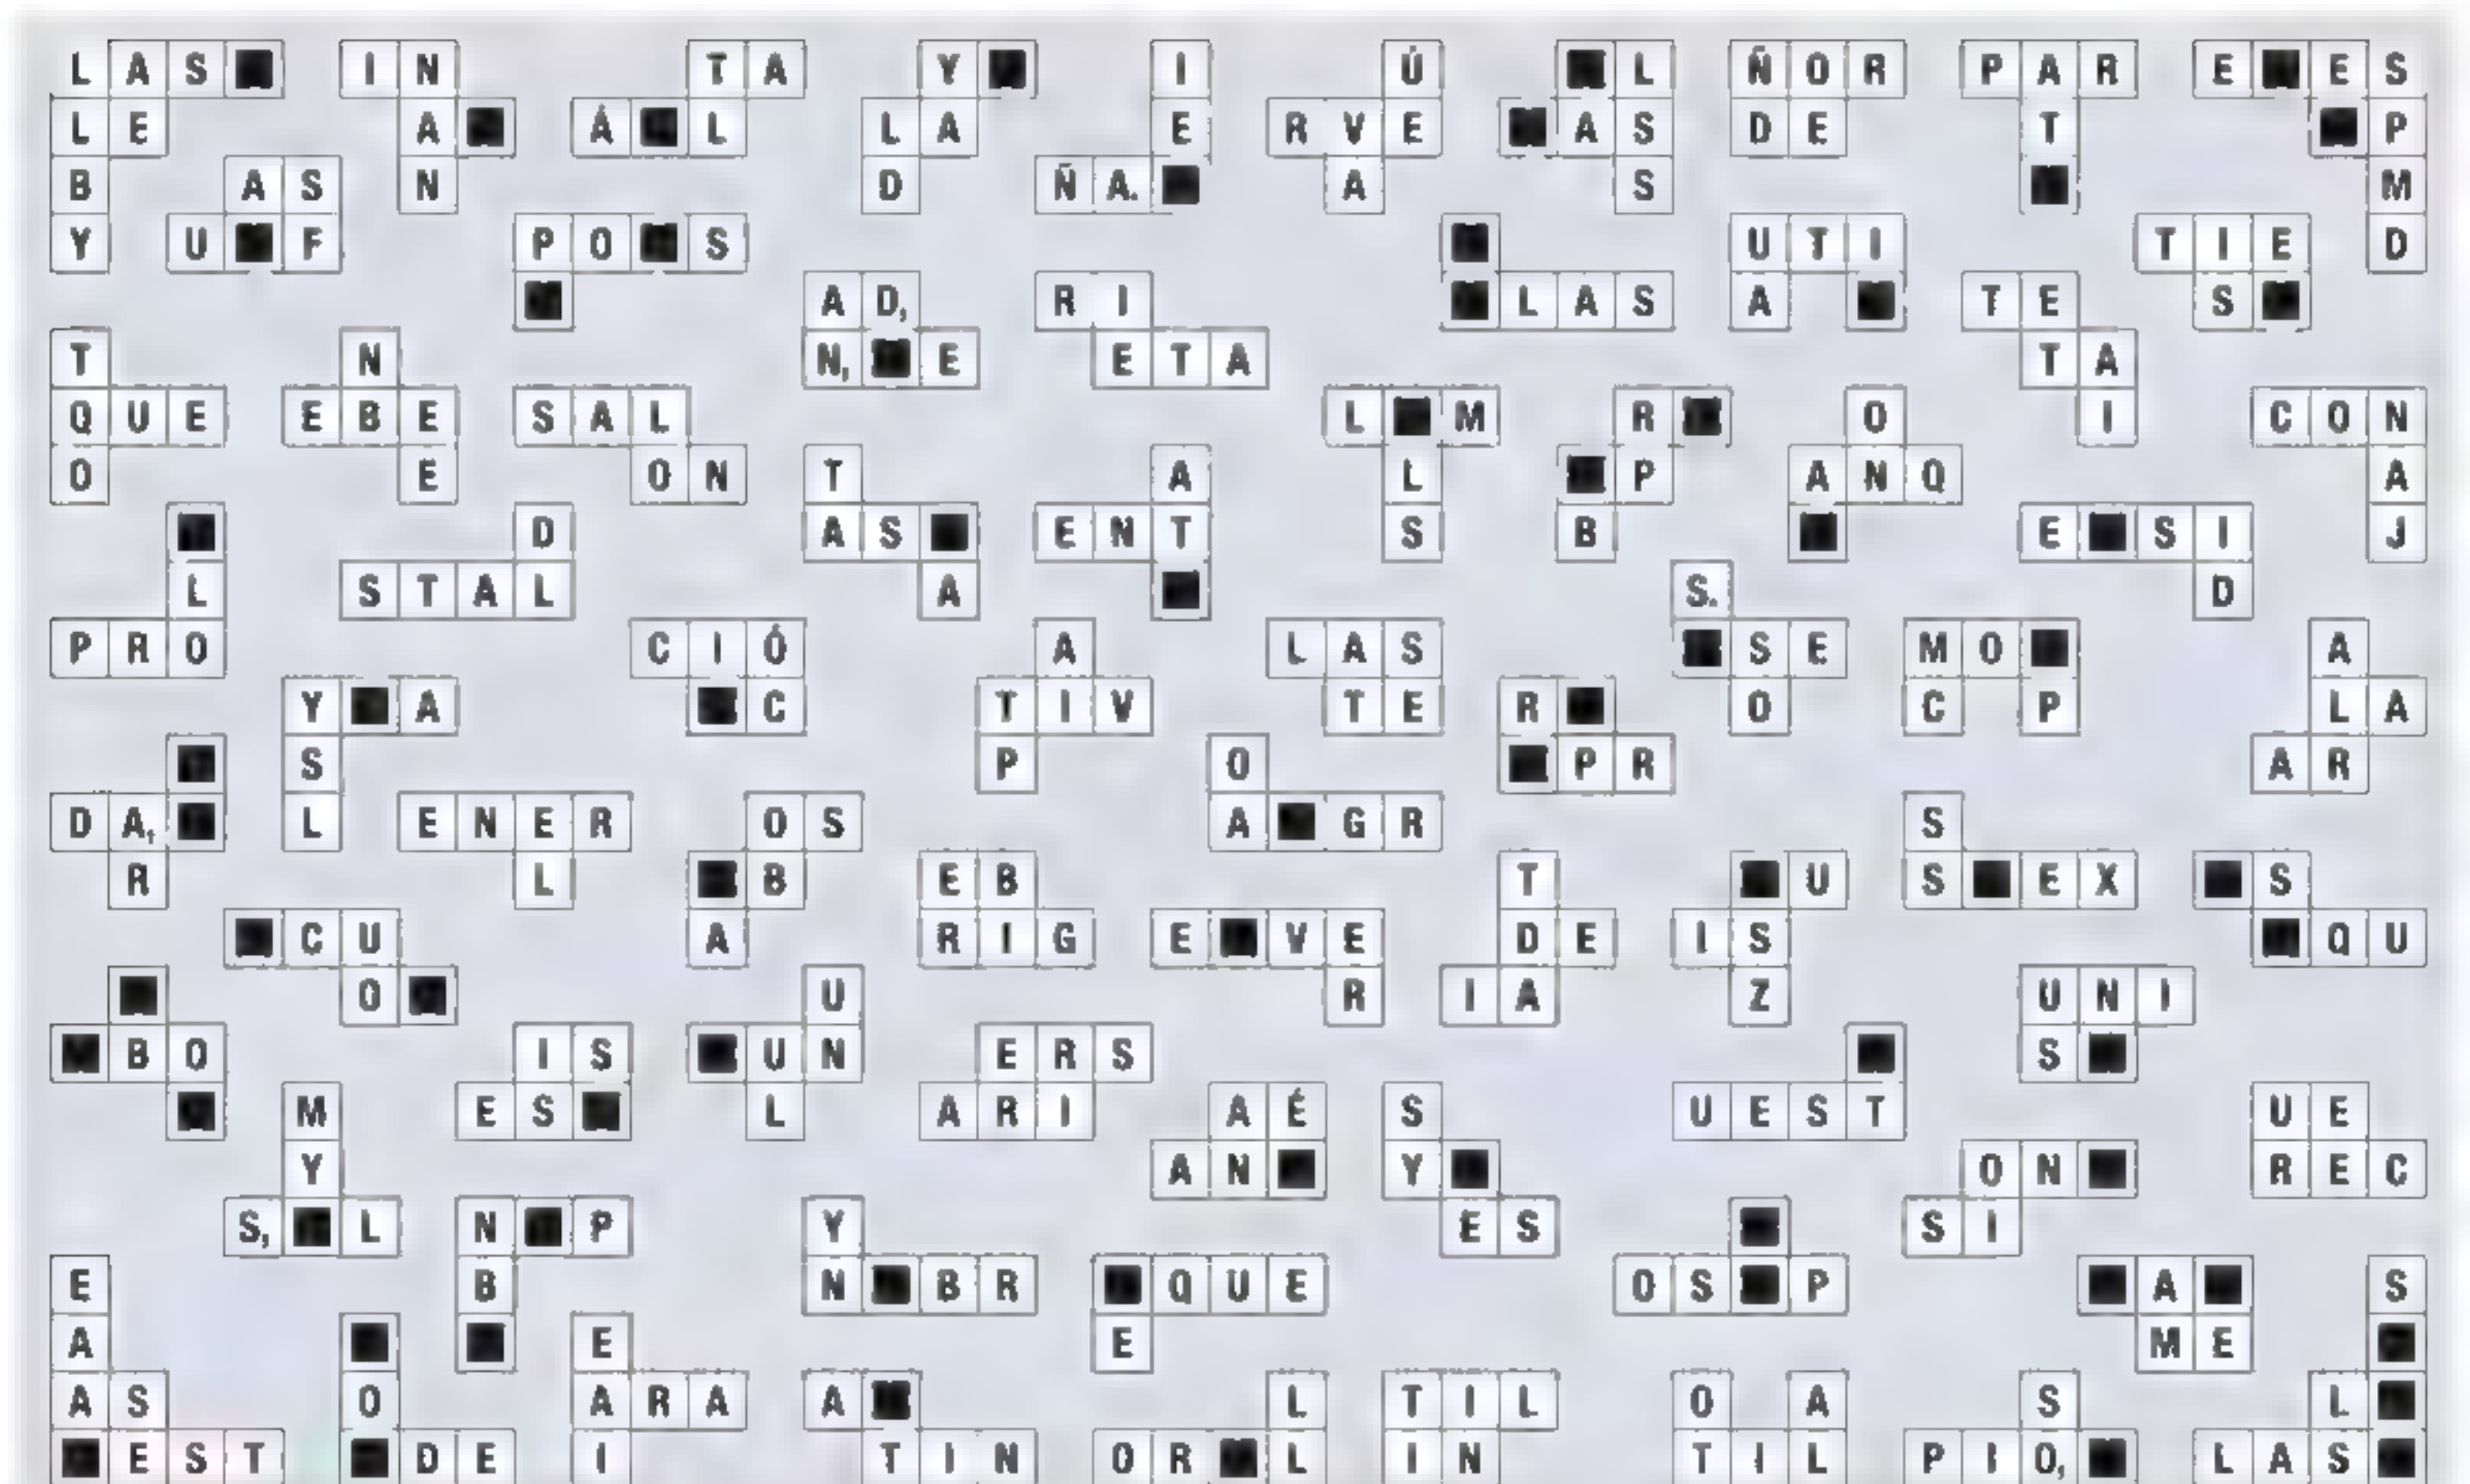 LAS■ IN TA Y■ I Ú ■L ÑOR PAR E■ES
LE A■ Á■L LA E RVE ■AS DE T ■P
B AS N D ÑA.■ A S ■ M
Y U■F PO■S ■ UTI TIE D
■ AD, RI ■LAS A ■ TE S■
T N N,■E ETA TA
QUE EBE SAL L■M R■ O I CON
O E ON T A L ■P ANQ A
■ D AS■ ENT S B ■ E■SI J
L STAL A ■ S. D
PRO CIÓ A LAS ■SE MO■ A
Y■A ■C TIV TE R■ O C P LA
■ S P O ■PR AR
DA,■ L ENER OS A■GR S
R L ■B EB T ■U S■EX ■S
■CU A RIG E■VE DE IS ■QU
■ O■ U R IA Z UNI
■BO IS ■UN ERS ■ S■
■ M ES■ L ARI AÉ S UEST UE
Y AN■ Y■ ON■ REC
S,■L N■P Y ES ■ SI
E B N■BR ■QUE OS■P ■A■ S
A ■ ■ E E ME ■
AS O ARA A■ L TIL O A S L■
■EST ■DE I TIN OR■L IN TIL PIO,■ LAS■